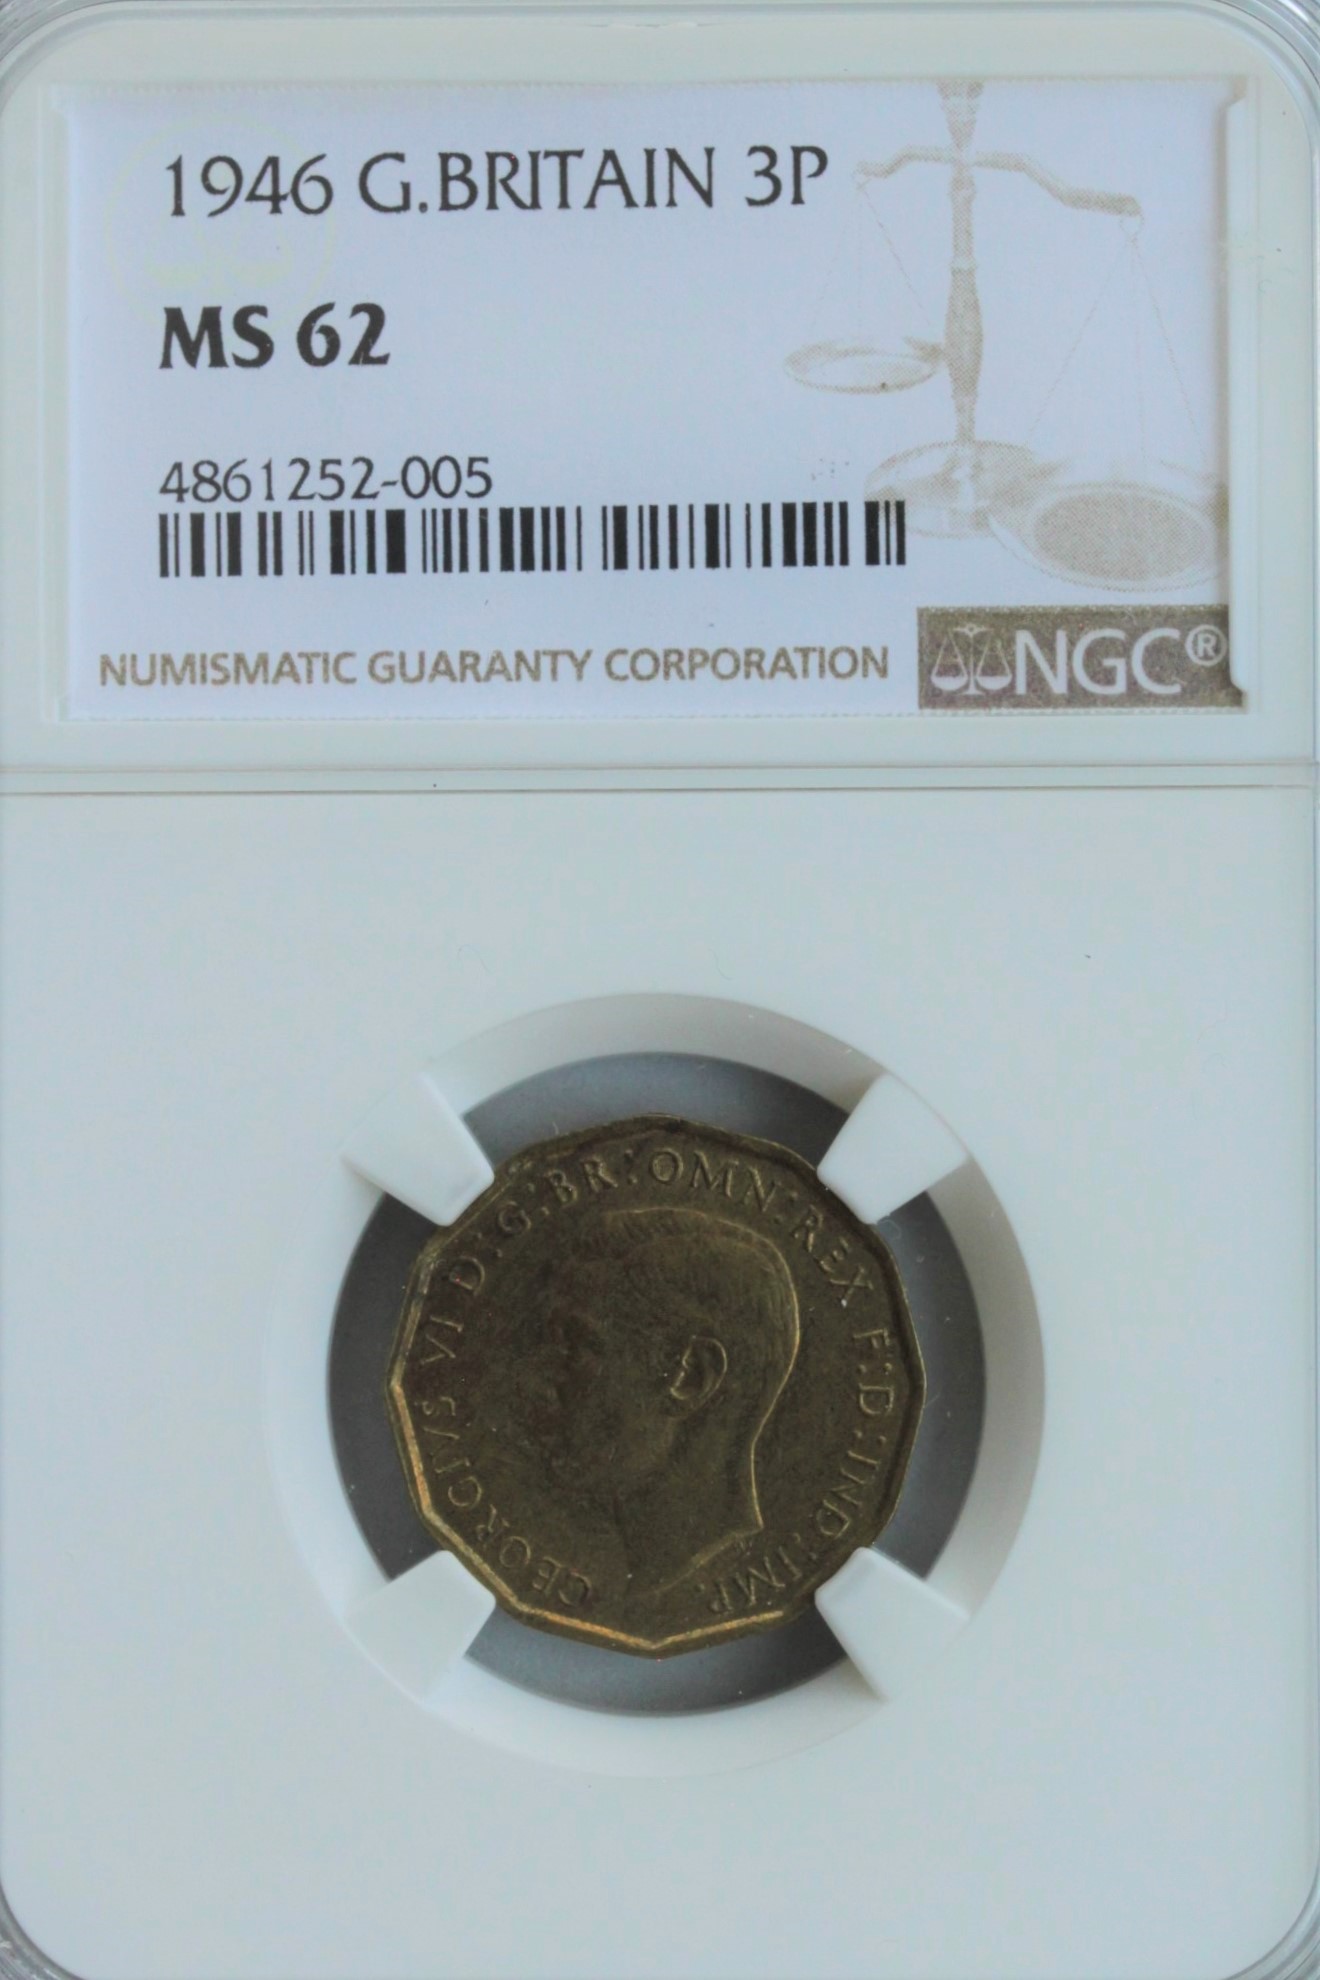 1946 G.BRITAIN 3P
MS 62
4861252-005
NUMISMATIC GUARANTY CORPORATION
NGC®
GEORGIVS VI D:G:BR:OMN:REX F:D:IND:IMP.